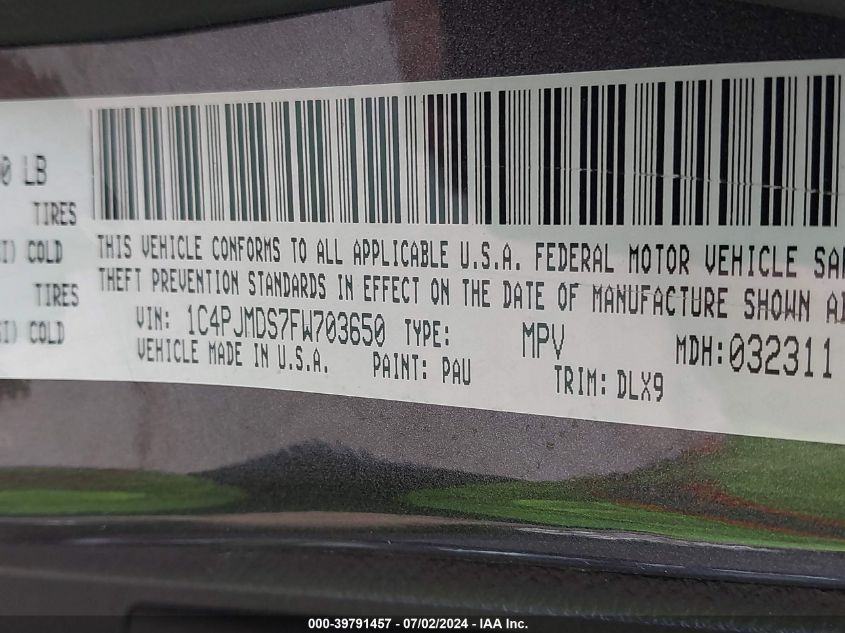 0 LB
TIRES
SI) COLD
TIRES
SI) COLD
THIS VEHICLE CONFORMS TO ALL APPLICABLE U.S.A. FEDERAL MOTOR VEHICLE SA
THEFT PREVENTION STANDARDS IN EFFECT ON THE DATE OF MANUFACTURE SHOWN A
VIN: 1C4PJMDS7FW703650 TYPE: MPV MDH:032311
VEHICLE MADE IN U.S.A. PAINT: PAU TRIM: DLX9
000-39791457 - 07/02/2024 - IAA Inc.